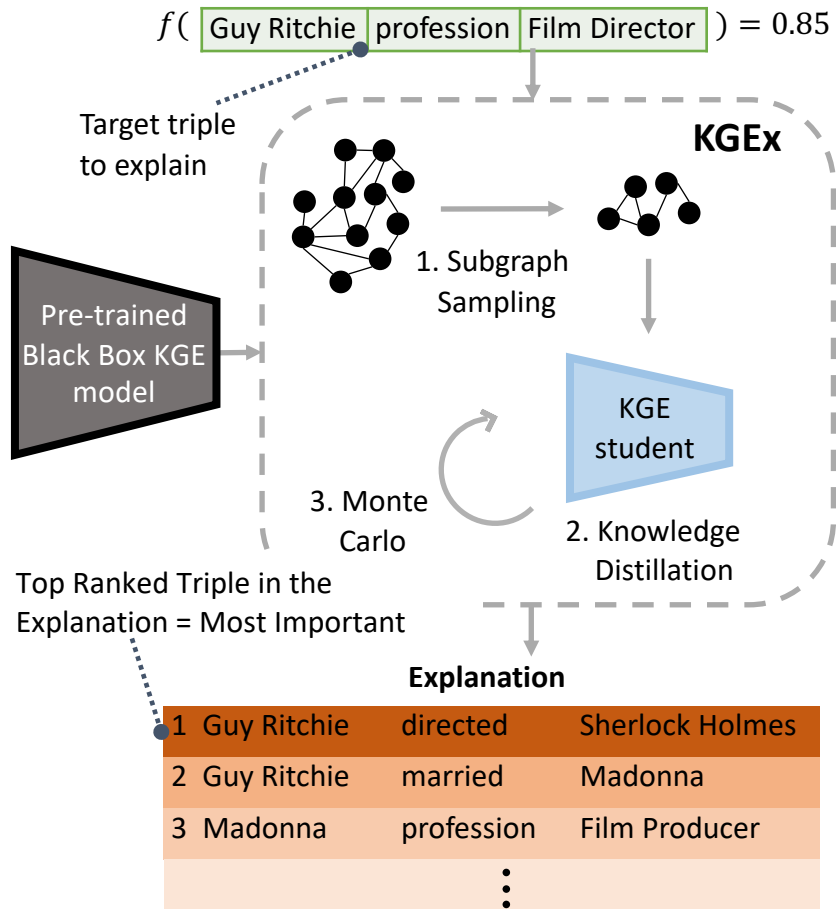 f( Guy Ritchie profession Film Director ) = 0.85
Target triple
to explain
KGEx
1. Subgraph
Sampling
Pre-trained
Black Box KGE
model
KGE
student
3. Monte
Carlo
2. Knowledge
Distillation
Top Ranked Triple in the
Explanation = Most Important
Explanation
1 Guy Ritchie directed Sherlock Holmes
2 Guy Ritchie married Madonna
3 Madonna profession Film Producer
⋮